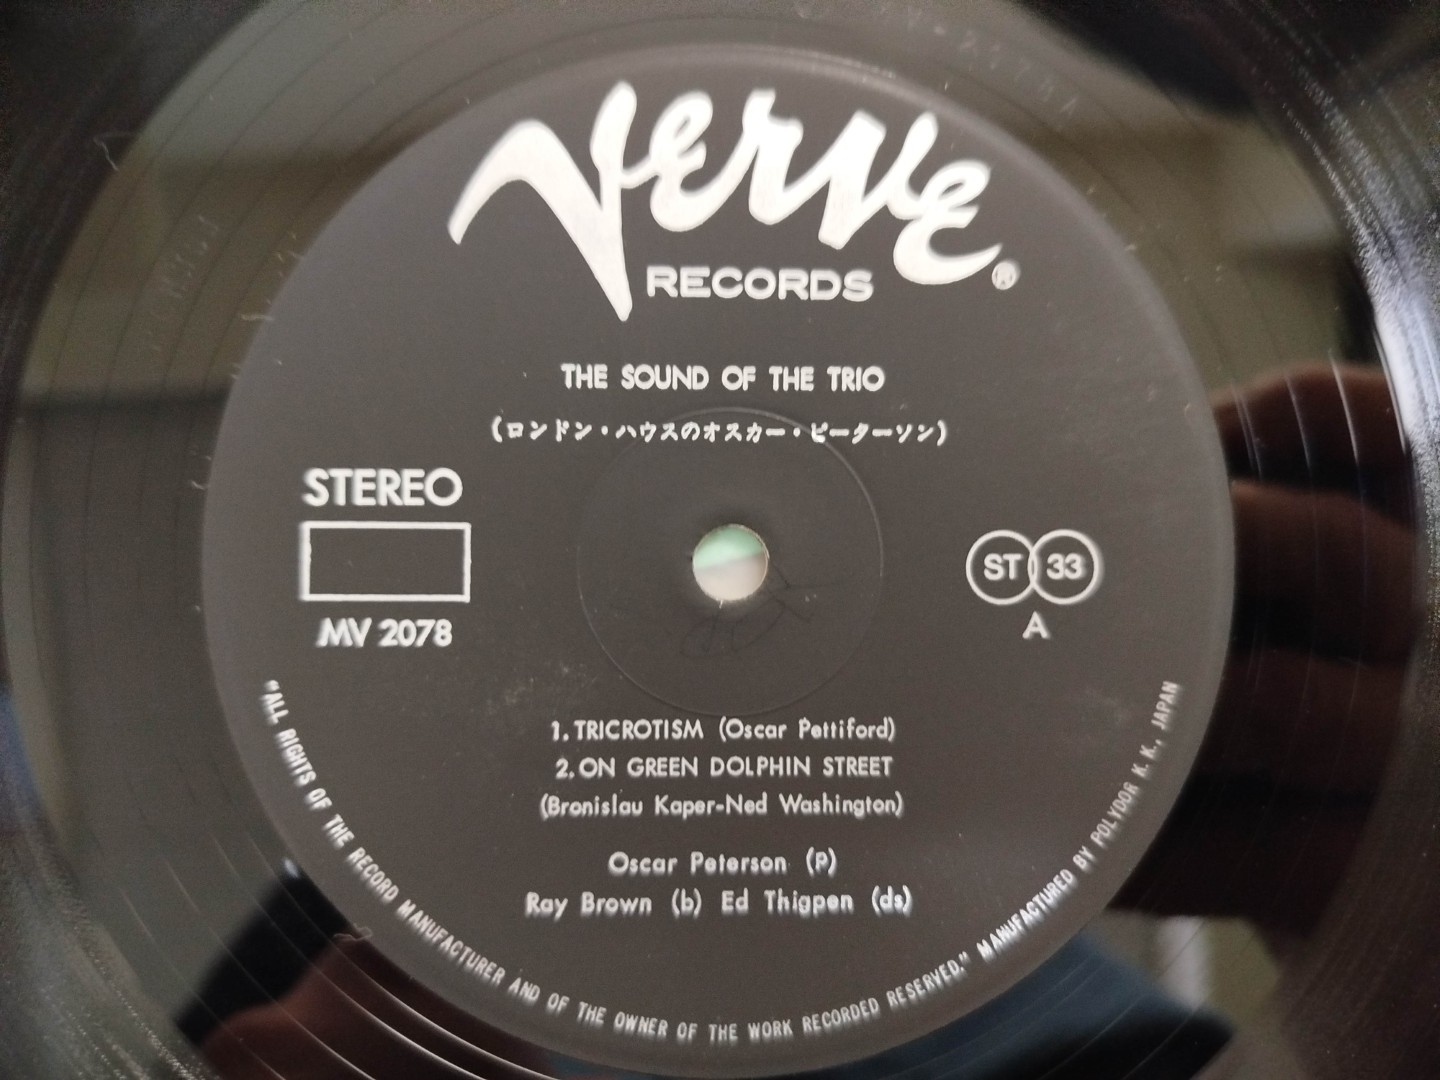 Verve
RECORDS ®
THE SOUND OF THE TRIO
(ロンドン・ハウスのオスカー・ピーターソン)
STEREO
MV 2078
ST 33
A
1. TRICROTISM (Oscar Pettiford)
2. ON GREEN DOLPHIN STREET
(Bronislau Kaper-Ned Washington)
Oscar Peterson (P)
Ray Brown (b) Ed Thigpen (ds)
"ALL RIGHTS OF THE RECORD MANUFACTURER AND OF THE OWNER OF THE WORK RECORDED RESERVED." MANUFACTURED BY POLYDOR K. K., JAPAN